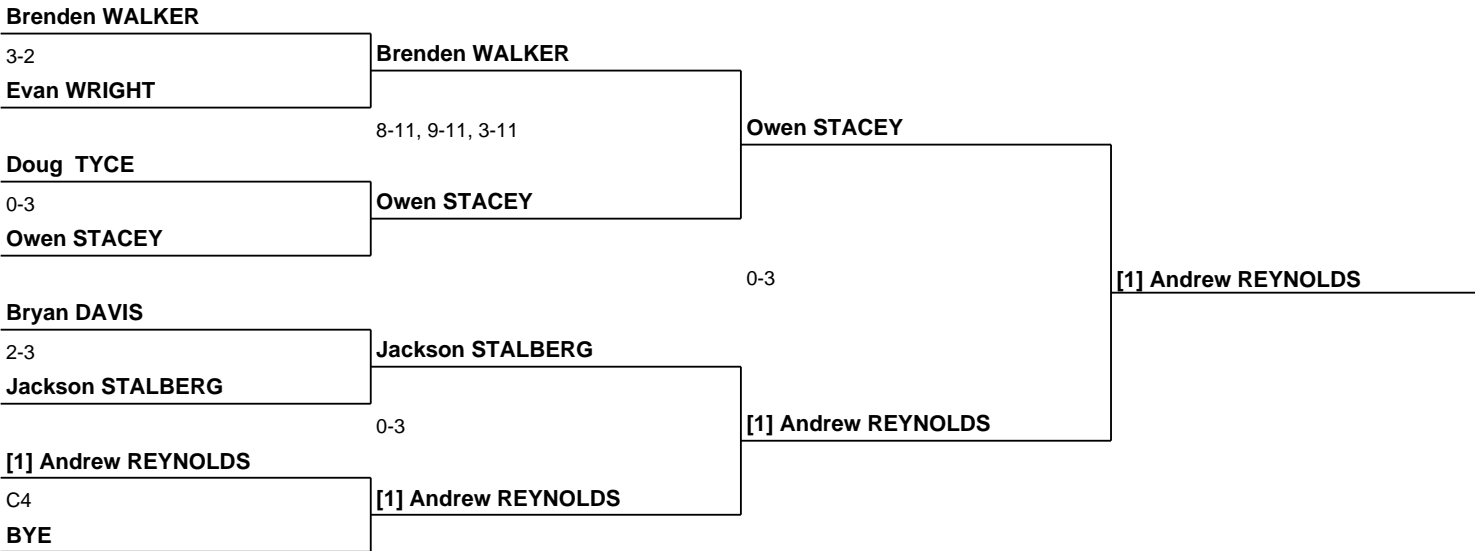 Brenden WALKER
3-2
Brenden WALKER
Evan WRIGHT
8-11, 9-11, 3-11
Owen STACEY
Doug  TYCE
0-3
Owen STACEY
Owen STACEY
0-3
[1] Andrew REYNOLDS
Bryan DAVIS
2-3
Jackson STALBERG
Jackson STALBERG
0-3
[1] Andrew REYNOLDS
[1] Andrew REYNOLDS
C4
[1] Andrew REYNOLDS
BYE